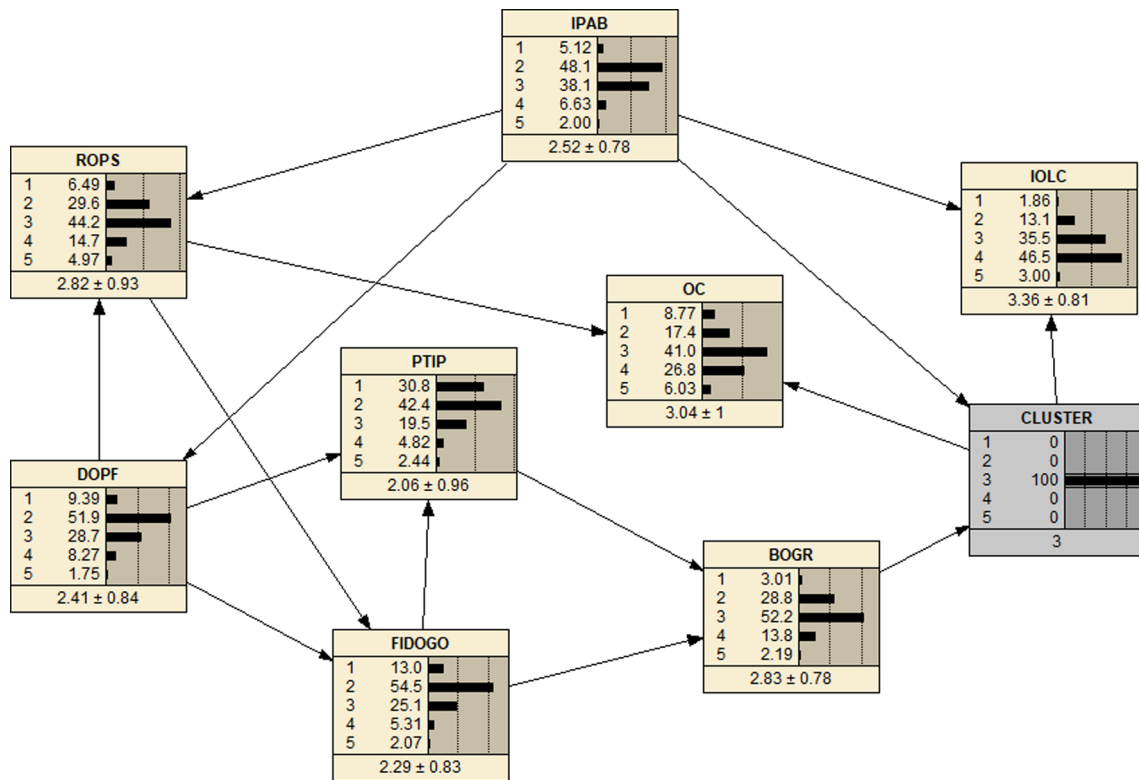 IPAB
1 5.12
2 48.1
3 38.1
4 6.63
5 2.00
2.52 ± 0.78
ROPS
1 6.49
2 29.6
3 44.2
4 14.7
5 4.97
2.82 ± 0.93
IOLC
1 1.86
2 13.1
3 35.5
4 46.5
5 3.00
3.36 ± 0.81
OC
1 8.77
2 17.4
3 41.0
4 26.8
5 6.03
3.04 ± 1
PTIP
1 30.8
2 42.4
3 19.5
4 4.82
5 2.44
2.06 ± 0.96
CLUSTER
1 0
2 0
3 100
4 0
5 0
3
DOPF
1 9.39
2 51.9
3 28.7
4 8.27
5 1.75
2.41 ± 0.84
BOGR
1 3.01
2 28.8
3 52.2
4 13.8
5 2.19
2.83 ± 0.78
FIDOGO
1 13.0
2 54.5
3 25.1
4 5.31
5 2.07
2.29 ± 0.83